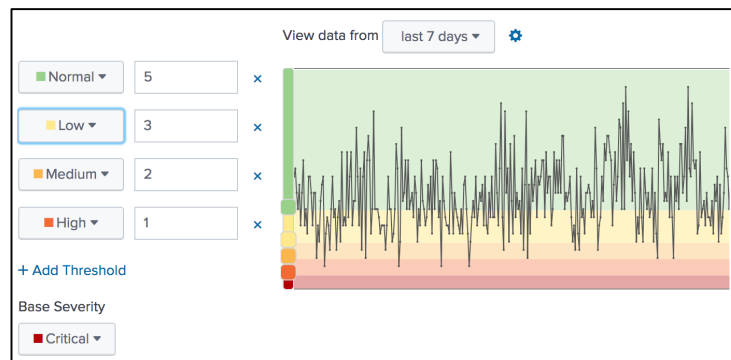 View data from last 7 days
Normal 5 ×
Low 3 ×
Medium 2 ×
High 1 ×
+ Add Threshold
Base Severity
Critical